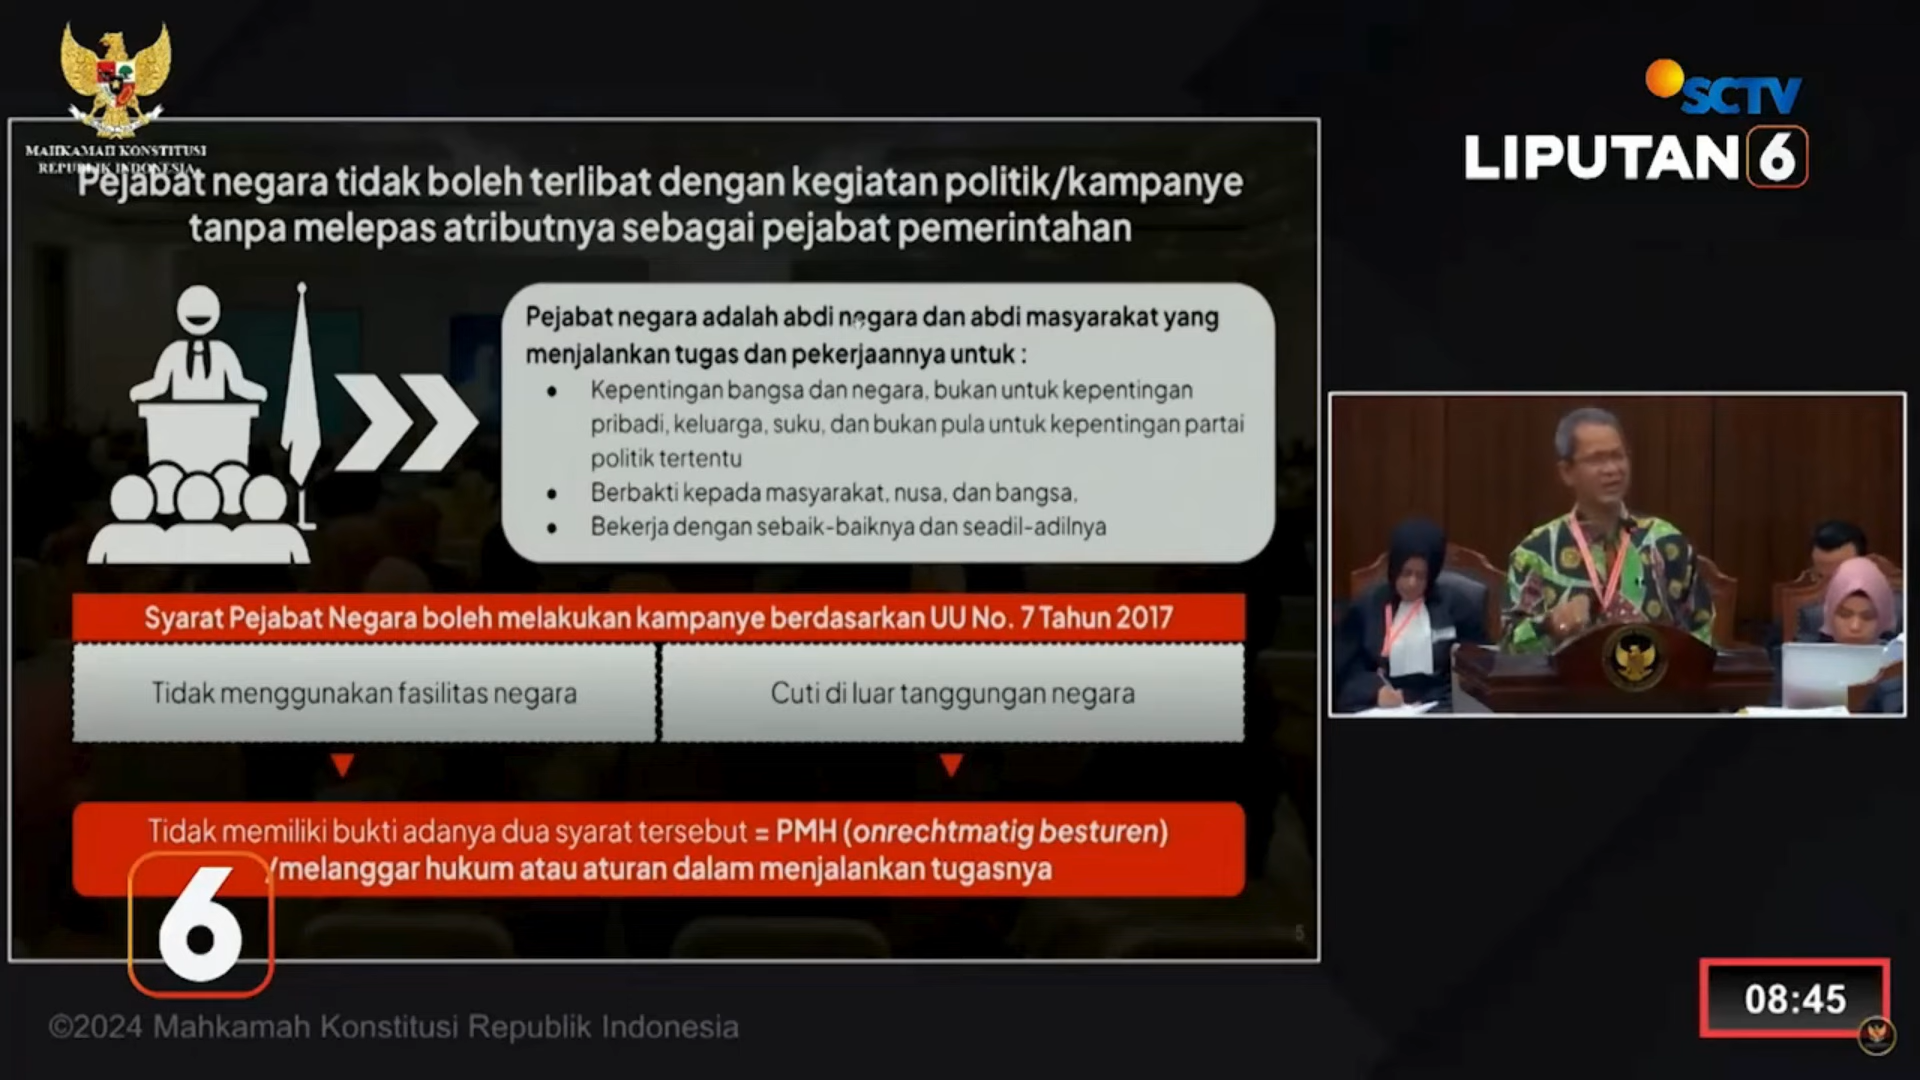 MAHKAMAH KONSTITUSI
REPUBLIK INDONESIA
SCTV
LIPUTAN 6
Pejabat negara tidak boleh terlibat dengan kegiatan politik/kampanye
tanpa melepas atributnya sebagai pejabat pemerintahan
Pejabat negara adalah abdi negara dan abdi masyarakat yang
menjalankan tugas dan pekerjaannya untuk :
• Kepentingan bangsa dan negara, bukan untuk kepentingan
pribadi, keluarga, suku, dan bukan pula untuk kepentingan partai
politik tertentu
• Berbakti kepada masyarakat, nusa, dan bangsa,
• Bekerja dengan sebaik-baiknya dan seadil-adilnya
Syarat Pejabat Negara boleh melakukan kampanye berdasarkan UU No. 7 Tahun 2017
Tidak menggunakan fasilitas negara
Cuti di luar tanggungan negara
Tidak memiliki bukti adanya dua syarat tersebut = PMH (onrechtmatig besturen)
/melanggar hukum atau aturan dalam menjalankan tugasnya
5
6
©2024 Mahkamah Konstitusi Republik Indonesia
08:45